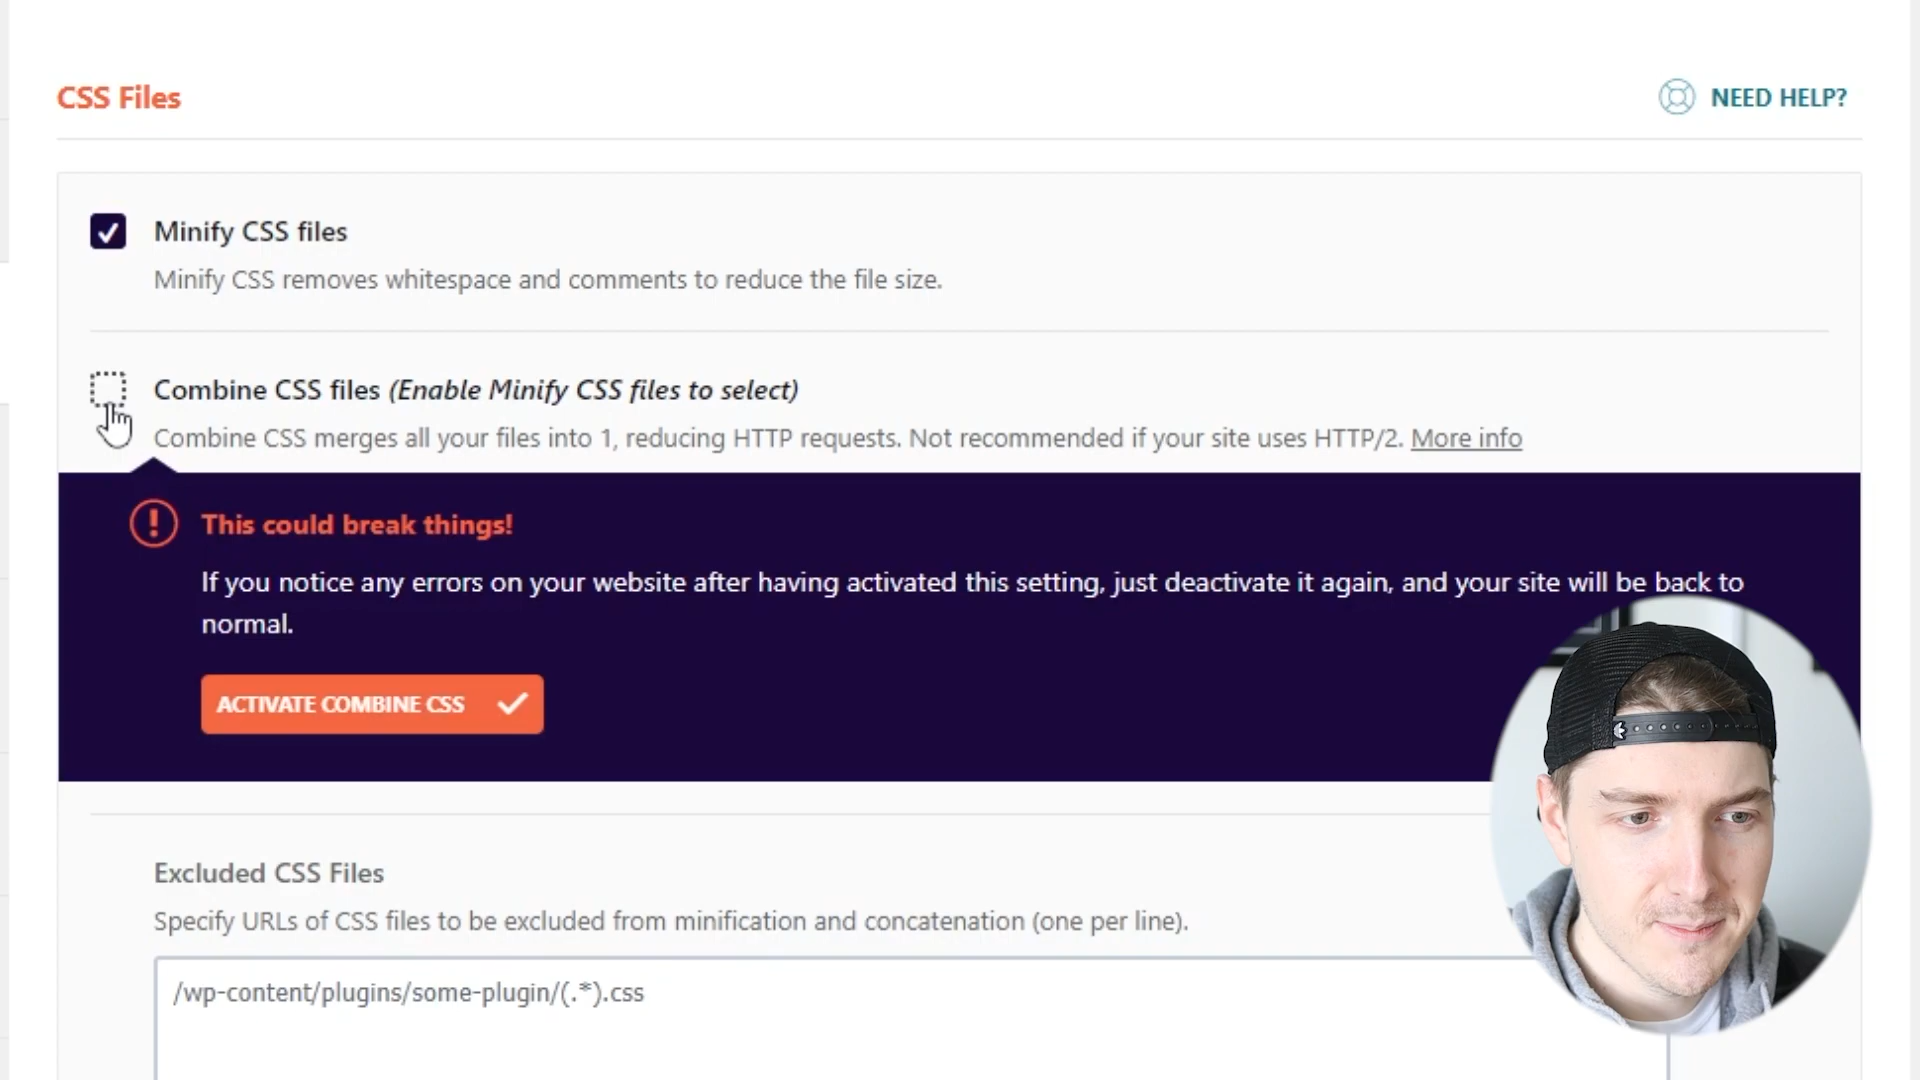 CSS Files
NEED HELP?
Minify CSS files
Minify CSS removes whitespace and comments to reduce the file size.
Combine CSS files (Enable Minify CSS files to select)
Combine CSS merges all your files into 1, reducing HTTP requests. Not recommended if your site uses HTTP/2. More info
This could break things!
If you notice any errors on your website after having activated this setting, just deactivate it again, and your site will be back to
normal.
ACTIVATE COMBINE CSS
Excluded CSS Files
Specify URLs of CSS files to be excluded from minification and concatenation (one per line).
/wp-content/plugins/some-plugin/(.*).css